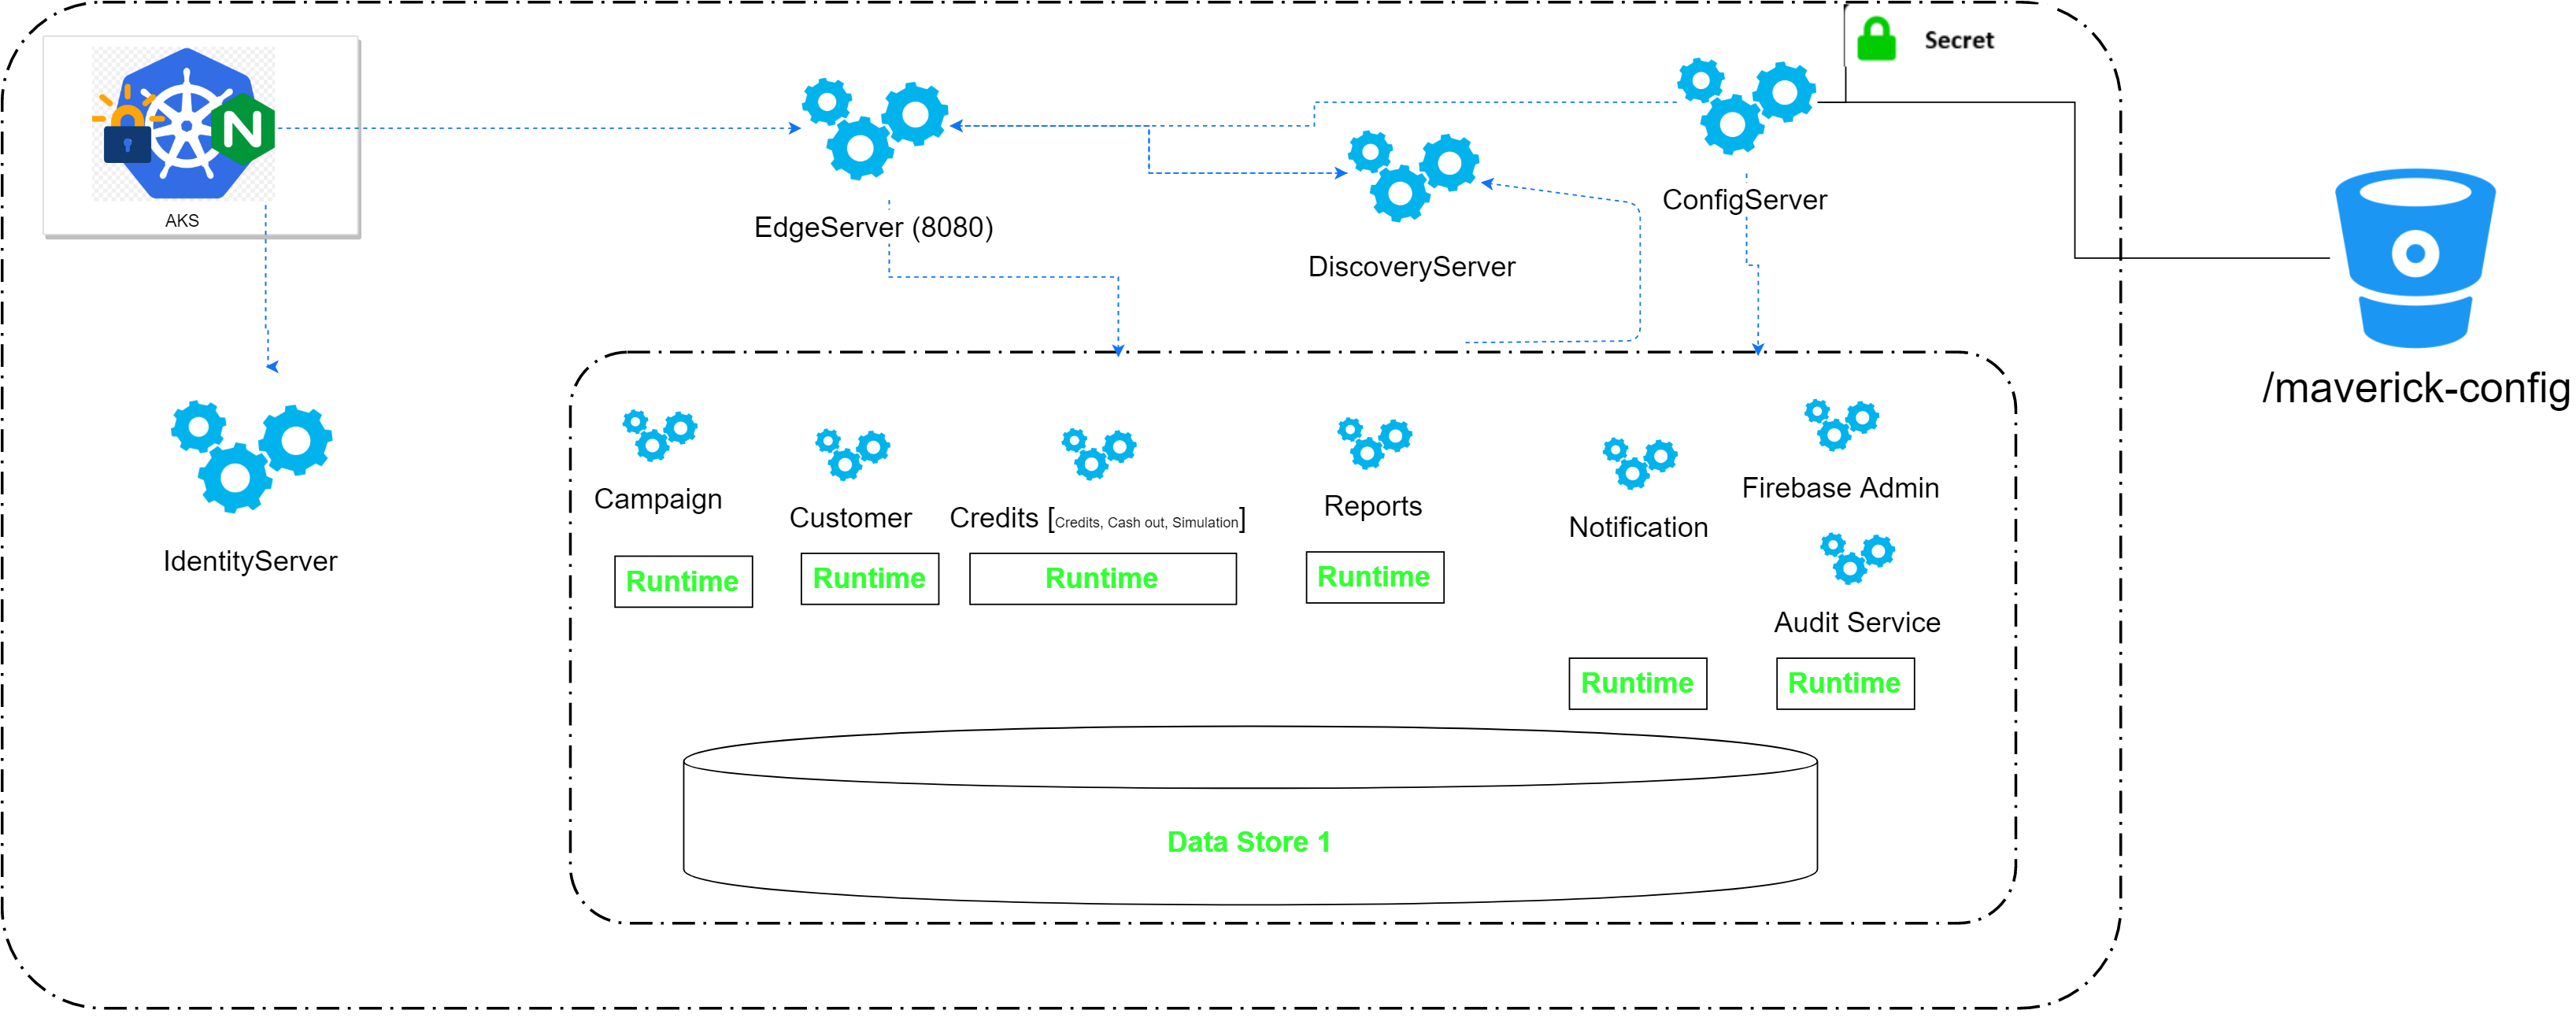 Secret
AKS
N
EdgeServer (8080)
ConfigServer
DiscoveryServer
/maverick-config
IdentityServer
Campaign
Customer
Credits [Credits, Cash out, Simulation]
Reports
Notification
Firebase Admin
Audit Service
Runtime
Runtime
Runtime
Runtime
Runtime
Runtime
Data Store 1